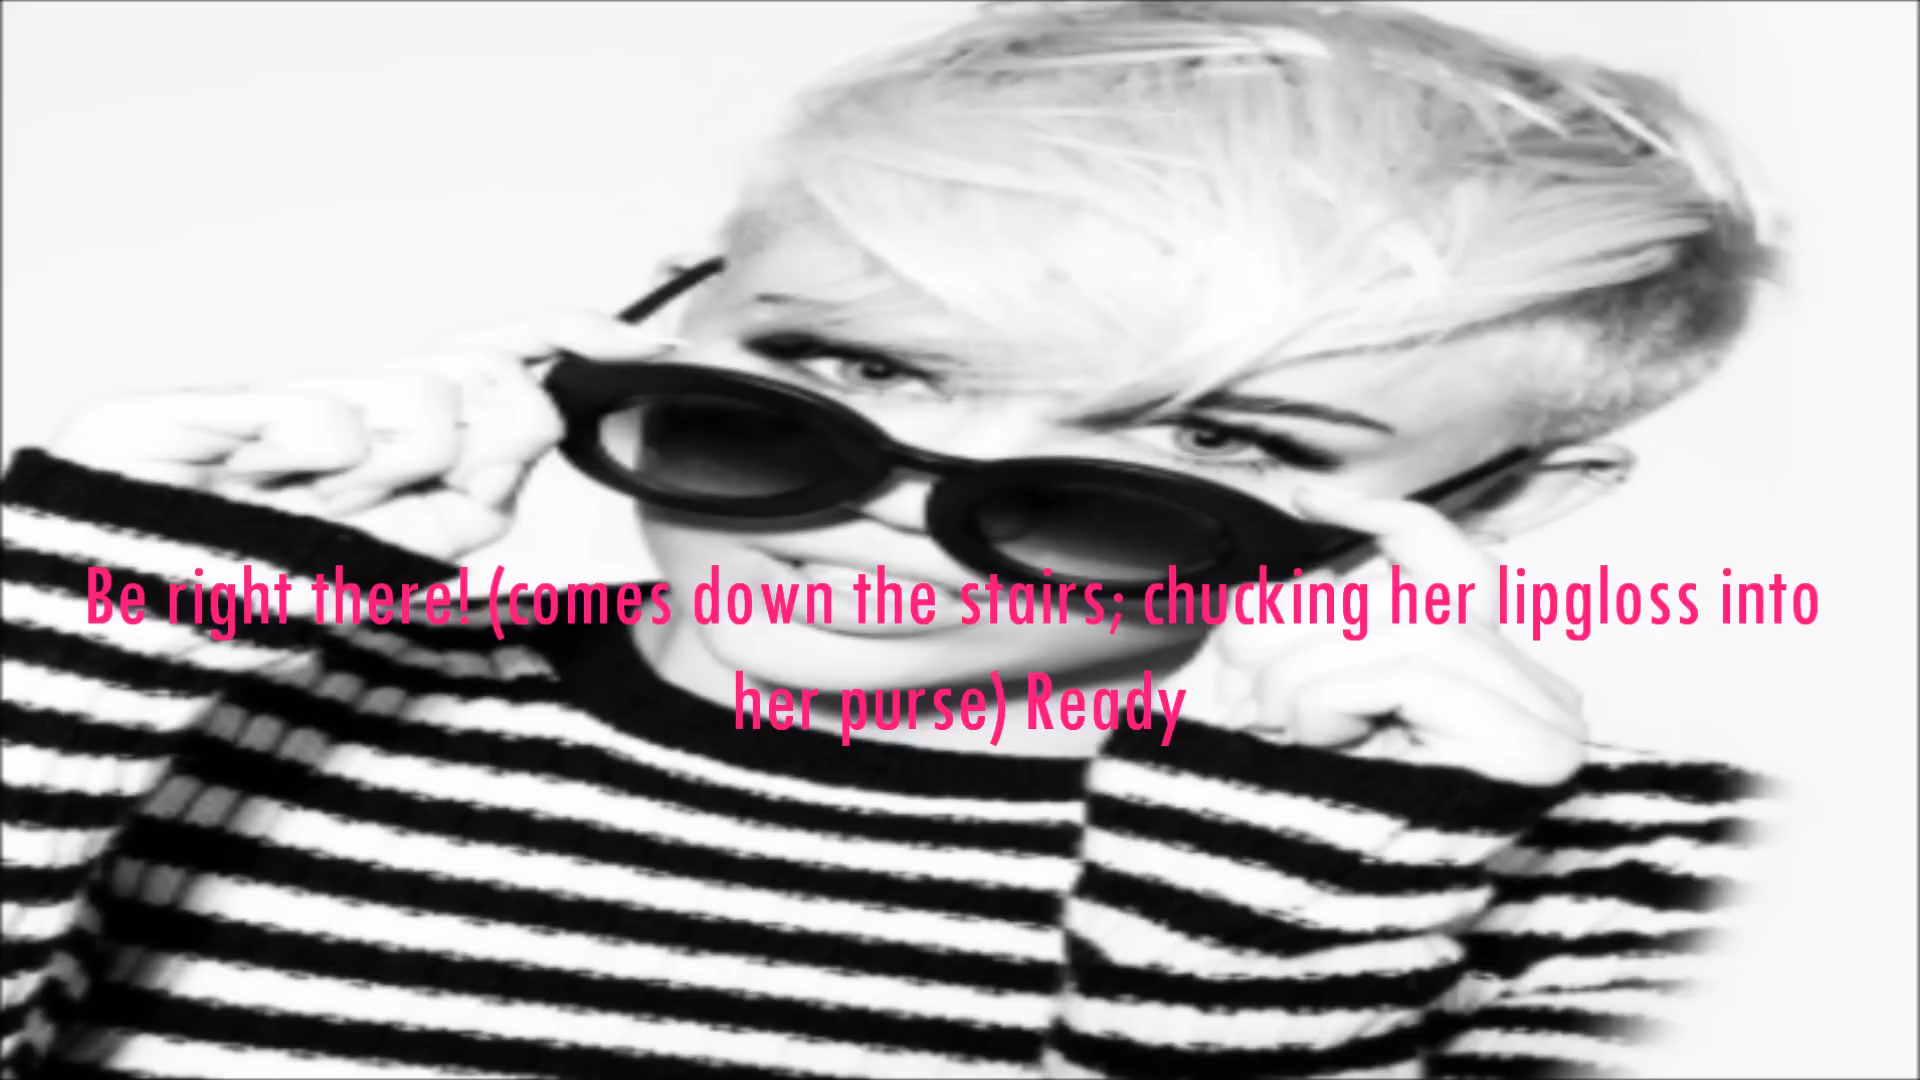 Be right there! (comes down the stairs; chucking her lipgloss into
her purse) Ready